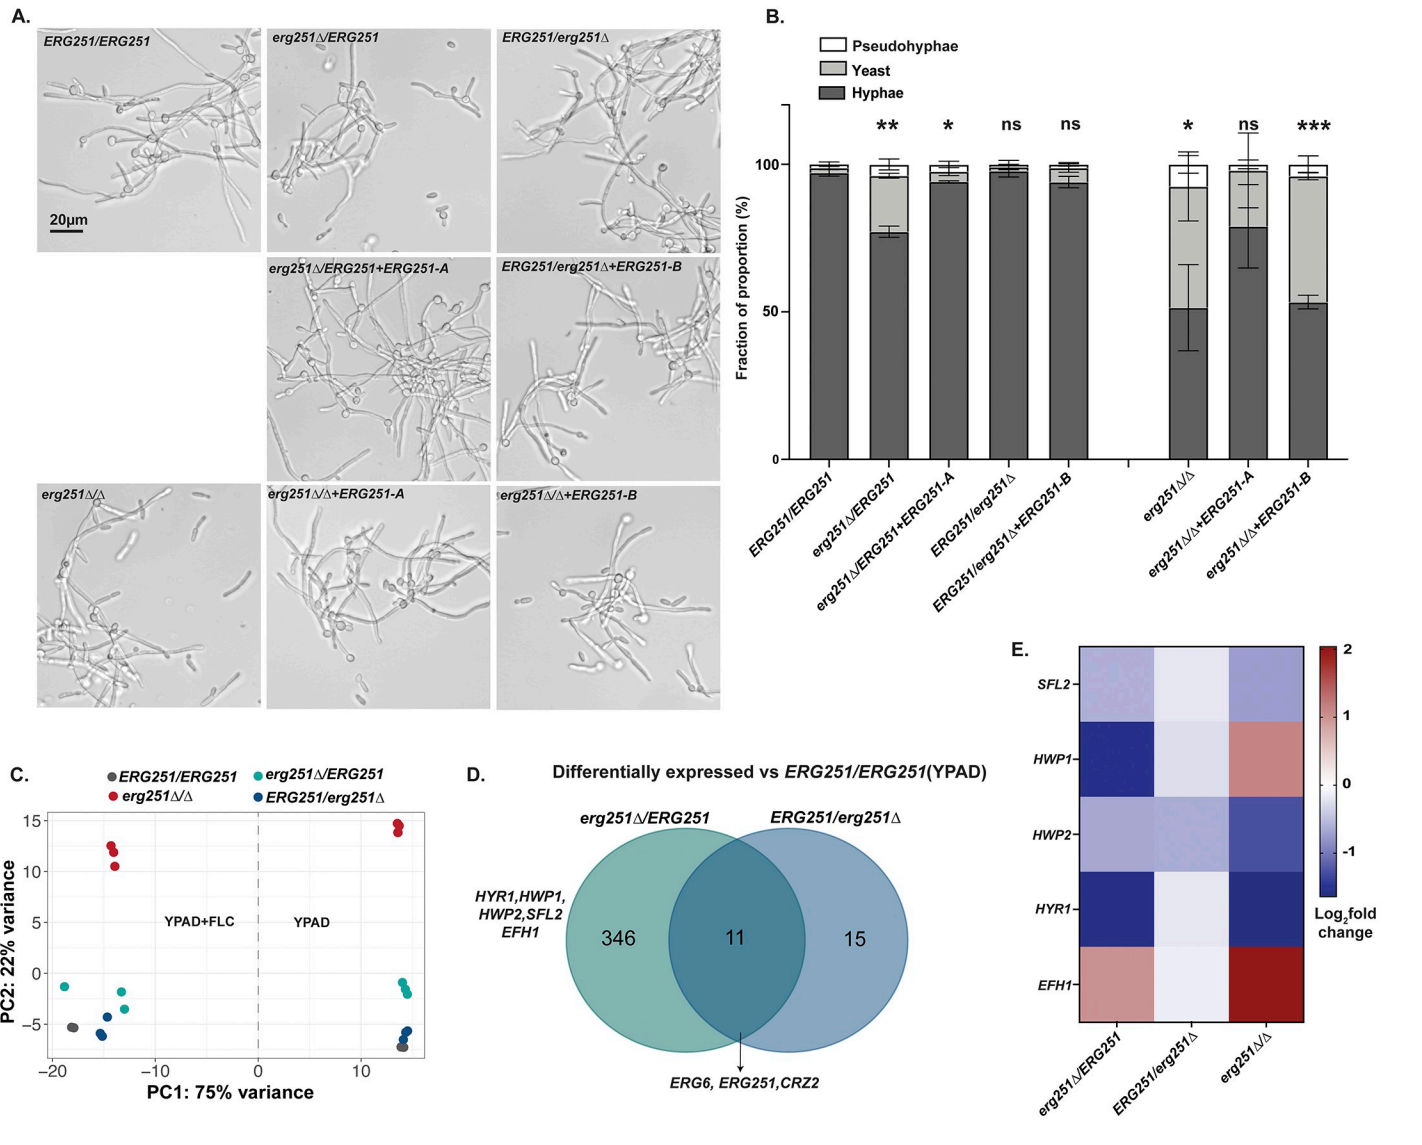 A.
ERG251/ERG251
erg251Δ/ERG251
ERG251/erg251Δ
20µm
erg251Δ/ERG251+ERG251-A
ERG251/erg251Δ+ERG251-B
erg251Δ/Δ
erg251Δ/Δ+ERG251-A
erg251Δ/Δ+ERG251-B
B.
Pseudohyphae
Yeast
Hyphae
** * ns ns * ns ***
100
50
0
Fraction of proportion (%)
ERG251/ERG251
erg251Δ/ERG251
erg251Δ/ERG251+ERG251-A
ERG251/erg251Δ
ERG251/erg251Δ+ERG251-B
erg251Δ/Δ
erg251Δ/Δ+ERG251-A
erg251Δ/Δ+ERG251-B
C.
ERG251/ERG251
erg251Δ/ERG251
erg251Δ/Δ
ERG251/erg251Δ
15
10
5
0
−5
PC2: 22% variance
YPAD+FLC
YPAD
−20 −10 0 10
PC1: 75% variance
D.
Differentially expressed vs ERG251/ERG251(YPAD)
erg251Δ/ERG251
ERG251/erg251Δ
HYR1,HWP1,
HWP2,SFL2
EFH1
346
11
15
ERG6, ERG251,CRZ2
E.
SFL2
HWP1
HWP2
HYR1
EFH1
erg251Δ/ERG251
ERG251/erg251Δ
erg251Δ/Δ
2
1
0
-1
Log2fold
change